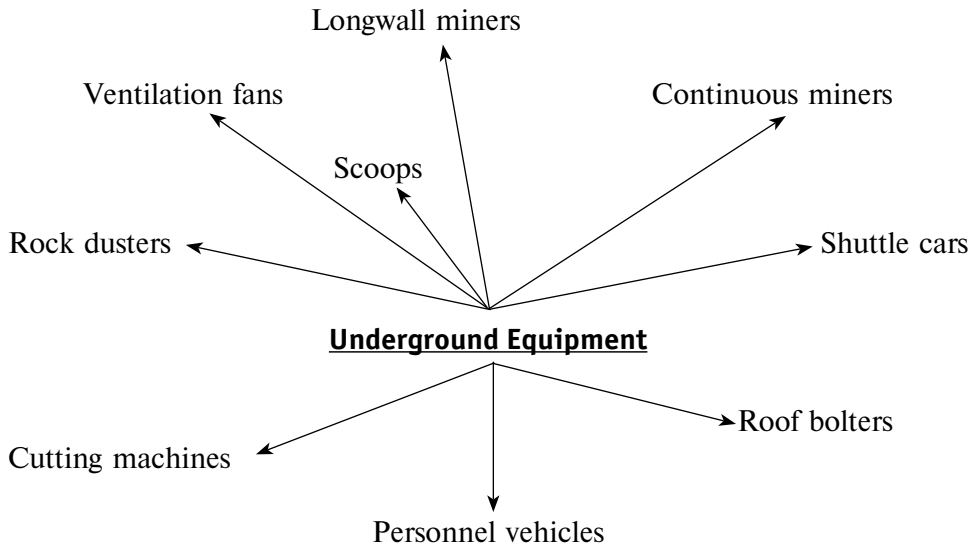 Longwall miners
Ventilation fans
Continuous miners
Scoops
Rock dusters
Shuttle cars
Underground Equipment
Roof bolters
Cutting machines
Personnel vehicles